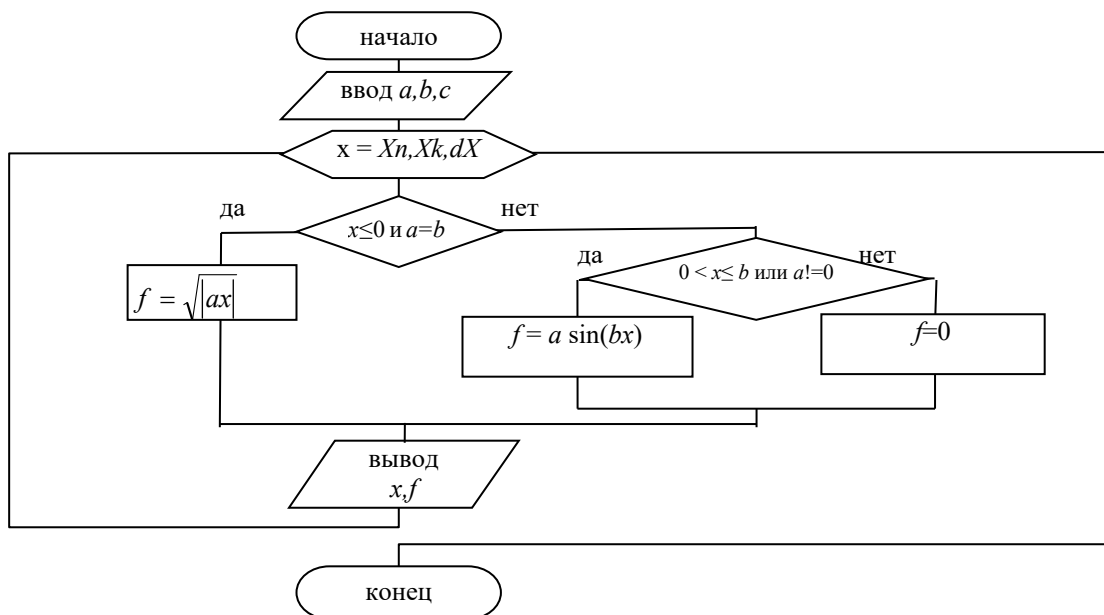 начало
ввод a,b,c
x = Xn,Xk,dX
да
нет
x≤0 и a=b
да
нет
0 < x≤ b или a!=0
f = √|ax|
f = a sin(bx)
f=0
вывод
x,f
конец